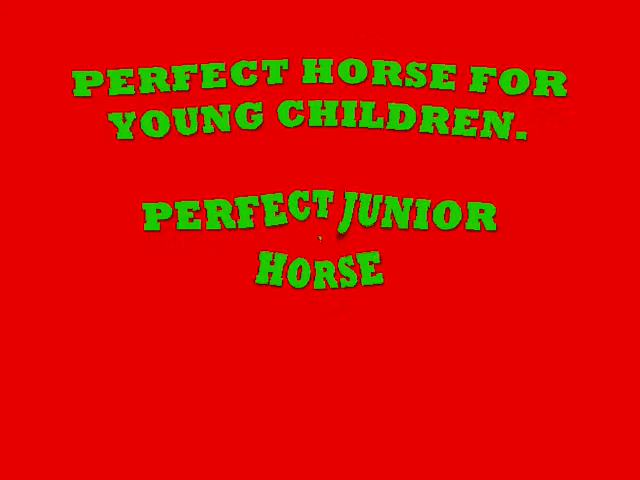 PERFECT HORSE FOR
YOUNG CHILDREN.
PERFECT JUNIOR
HORSE